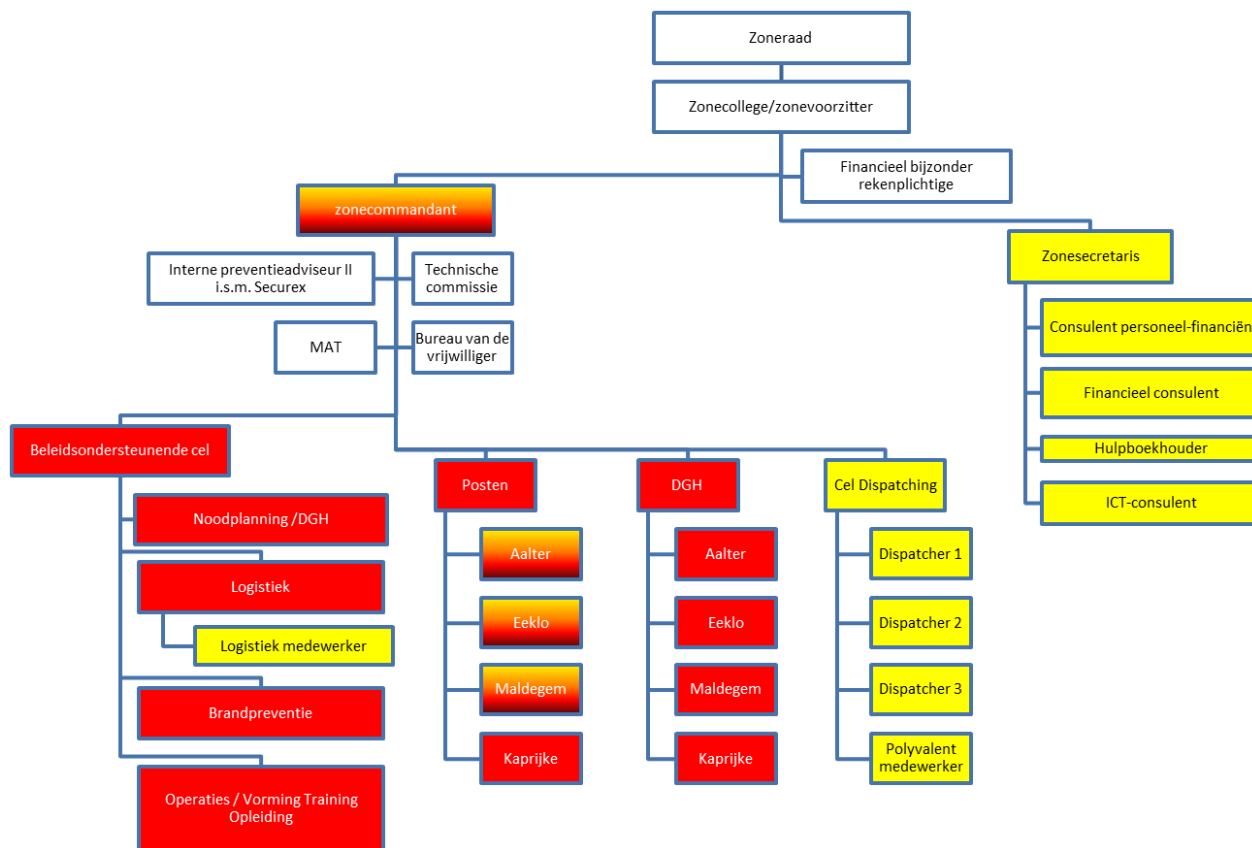 Zoneraad
Zonecollege/zonevoorzitter
Financieel bijzonder
rekenplichtige
zonecommandant
Zonesecretaris
Interne preventieadviseur II
i.s.m. Securex
Technische
commissie
MAT
Bureau van de
vrijwilliger
Consulent personeel-financiën
Financieel consulent
Hulpboekhouder
ICT-consulent
Beleidsondersteunende cel
Noodplanning /DGH
Logistiek
Logistiek medewerker
Brandpreventie
Operaties / Vorming Training
Opleiding
Posten
Aalter
Eeklo
Maldegem
Kaprijke
DGH
Aalter
Eeklo
Maldegem
Kaprijke
Cel Dispatching
Dispatcher 1
Dispatcher 2
Dispatcher 3
Polyvalent
medewerker